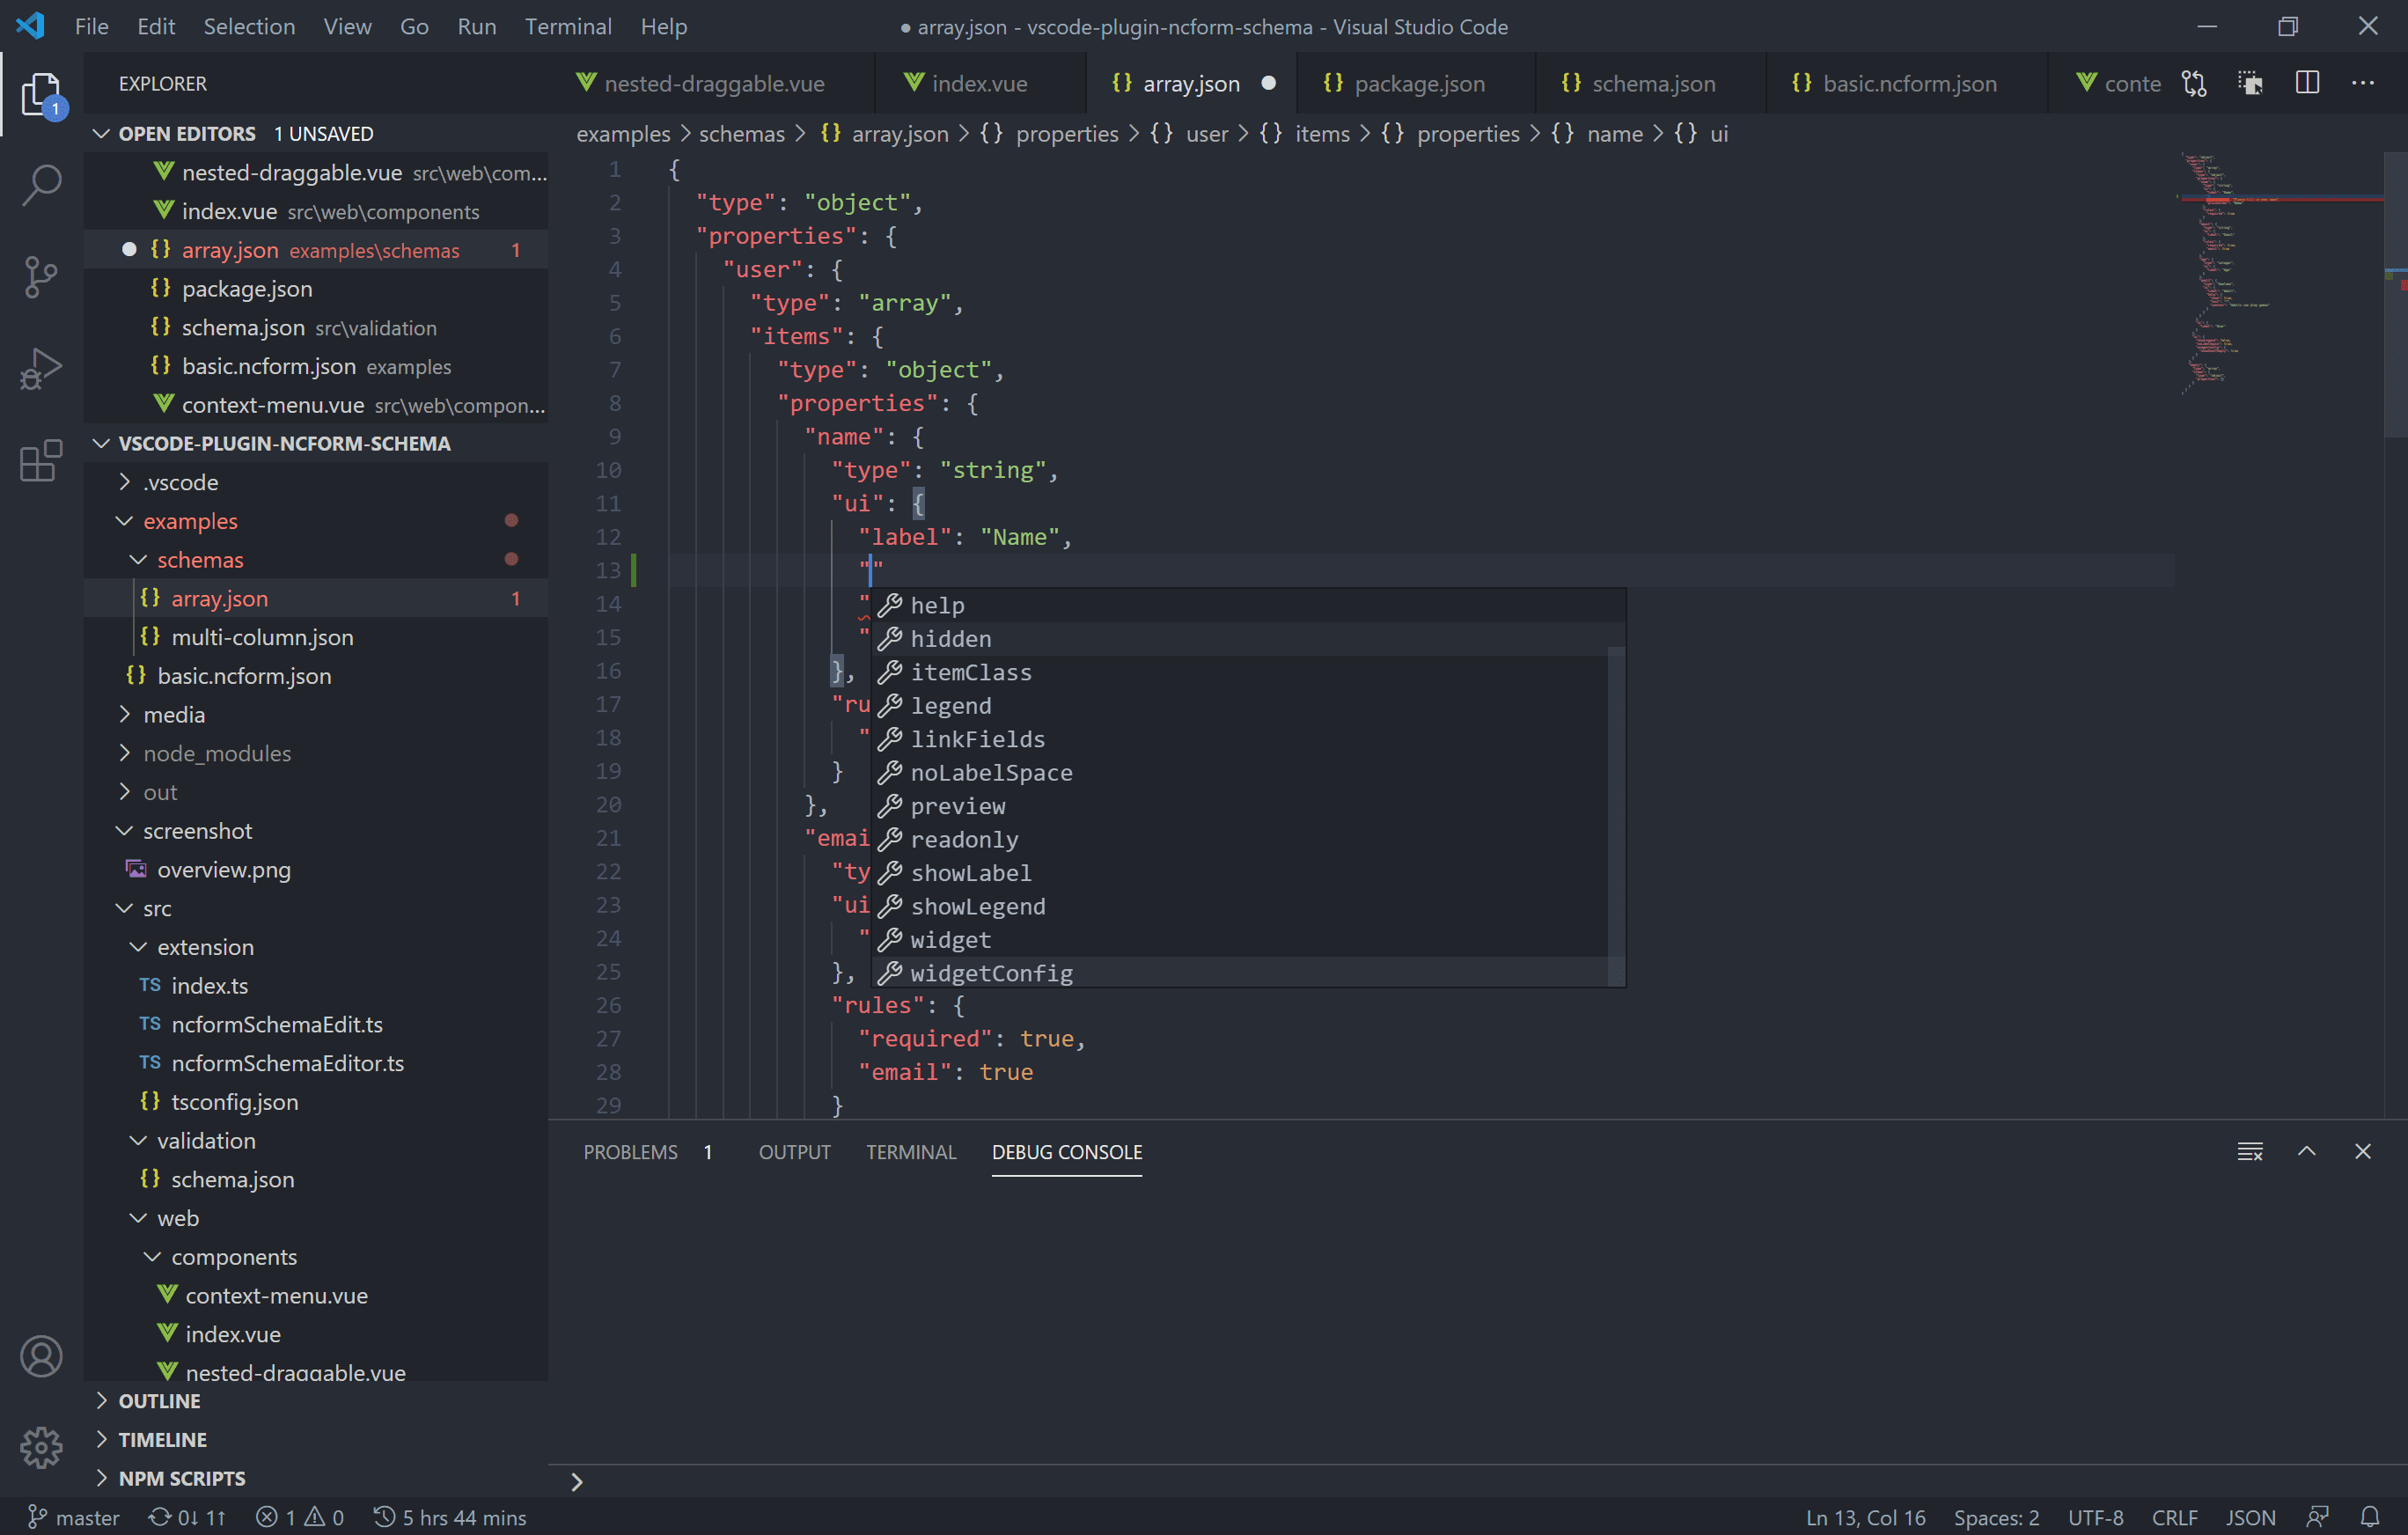 File Edit Selection View Go Run Terminal Help
● array.json - vscode-plugin-ncform-schema - Visual Studio Code
EXPLORER
OPEN EDITORS 1 UNSAVED
nested-draggable.vue src\web\com...
index.vue src\web\components
array.json examples\schemas 1
package.json
schema.json src\validation
basic.ncform.json examples
context-menu.vue src\web\compon...
VSCODE-PLUGIN-NCFORM-SCHEMA
.vscode
examples
schemas
array.json 1
multi-column.json
basic.ncform.json
media
node_modules
out
screenshot
overview.png
src
extension
TS index.ts
TS ncformSchemaEdit.ts
TS ncformSchemaEditor.ts
tsconfig.json
validation
schema.json
web
components
context-menu.vue
index.vue
nested-draggable.vue
OUTLINE
TIMELINE
NPM SCRIPTS
1
nested-draggable.vue index.vue {} array.json ● {} package.json {} schema.json {} basic.ncform.json conte
examples > schemas > {} array.json > {} properties > {} user > {} items > {} properties > {} name > {} ui
1 {
2 "type": "object",
3 "properties": {
4 "user": {
5 "type": "array",
6 "items": {
7 "type": "object",
8 "properties": {
9 "name": {
10 "type": "string",
11 "ui": {
12 "label": "Name",
13 ""
14 "
15 "
16 },
17 "ru
18 "
19 }
20 },
21 "emai
22 "ty
23 "ui
24 "
25 },
26 "rules": {
27 "required": true,
28 "email": true
29 }
help
hidden
itemClass
legend
linkFields
noLabelSpace
preview
readonly
showLabel
showLegend
widget
widgetConfig
PROBLEMS 1 OUTPUT TERMINAL DEBUG CONSOLE
>
master 0↓ 1↑ 1 0 5 hrs 44 mins
Ln 13, Col 16 Spaces: 2 UTF-8 CRLF JSON